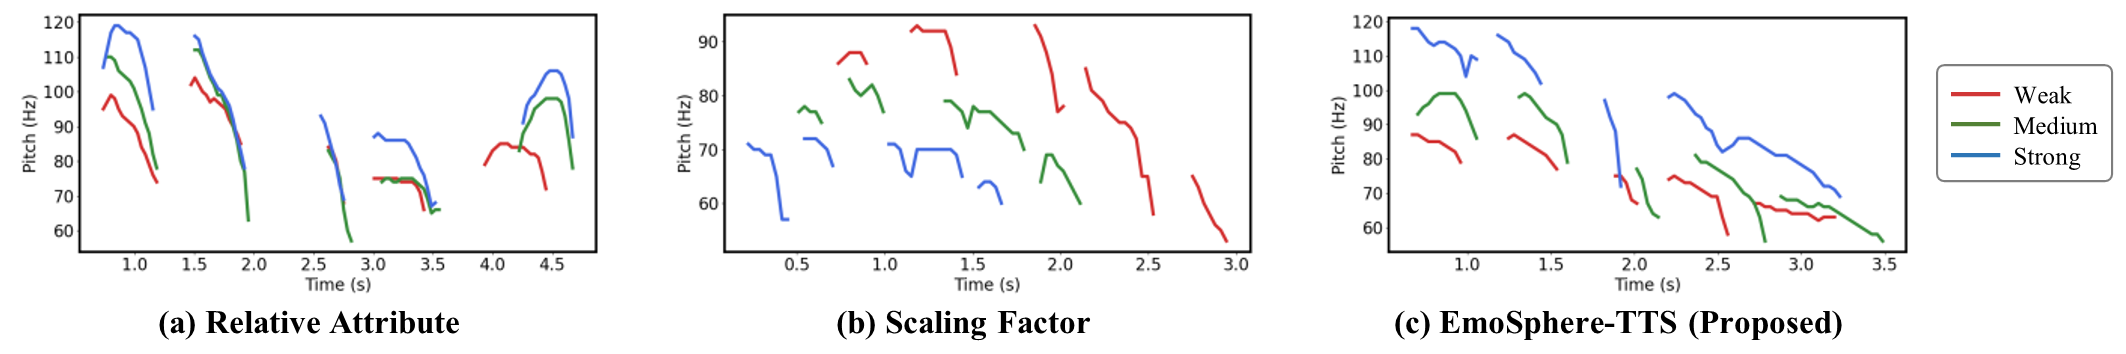 120
110
100
90
80
70
60
Pitch (Hz)
1.0 1.5 2.0 2.5 3.0 3.5 4.0 4.5
Time (s)
(a) Relative Attribute
90
80
70
60
Pitch (Hz)
0.5 1.0 1.5 2.0 2.5 3.0
Time (s)
(b) Scaling Factor
120
110
100
90
80
70
60
Pitch (Hz)
1.0 1.5 2.0 2.5 3.0 3.5
Time (s)
(c) EmoSphere-TTS (Proposed)
Weak
Medium
Strong